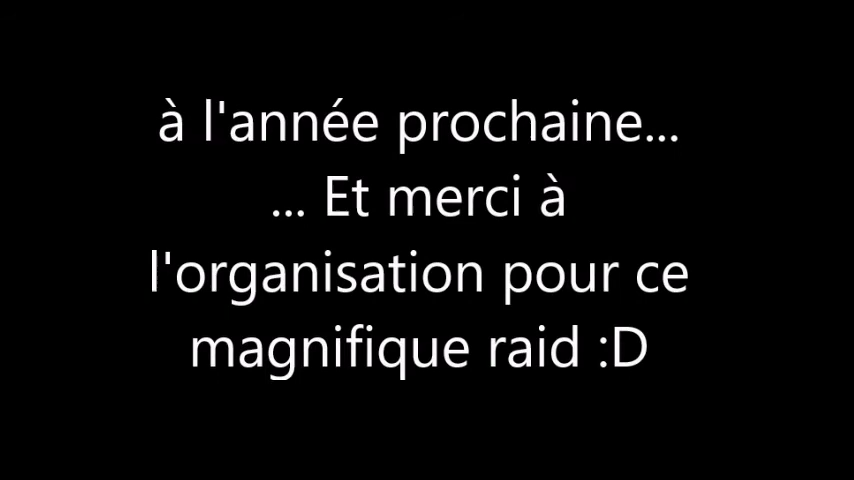 à l'année prochaine...
... Et merci à
l'organisation pour ce
magnifique raid :D